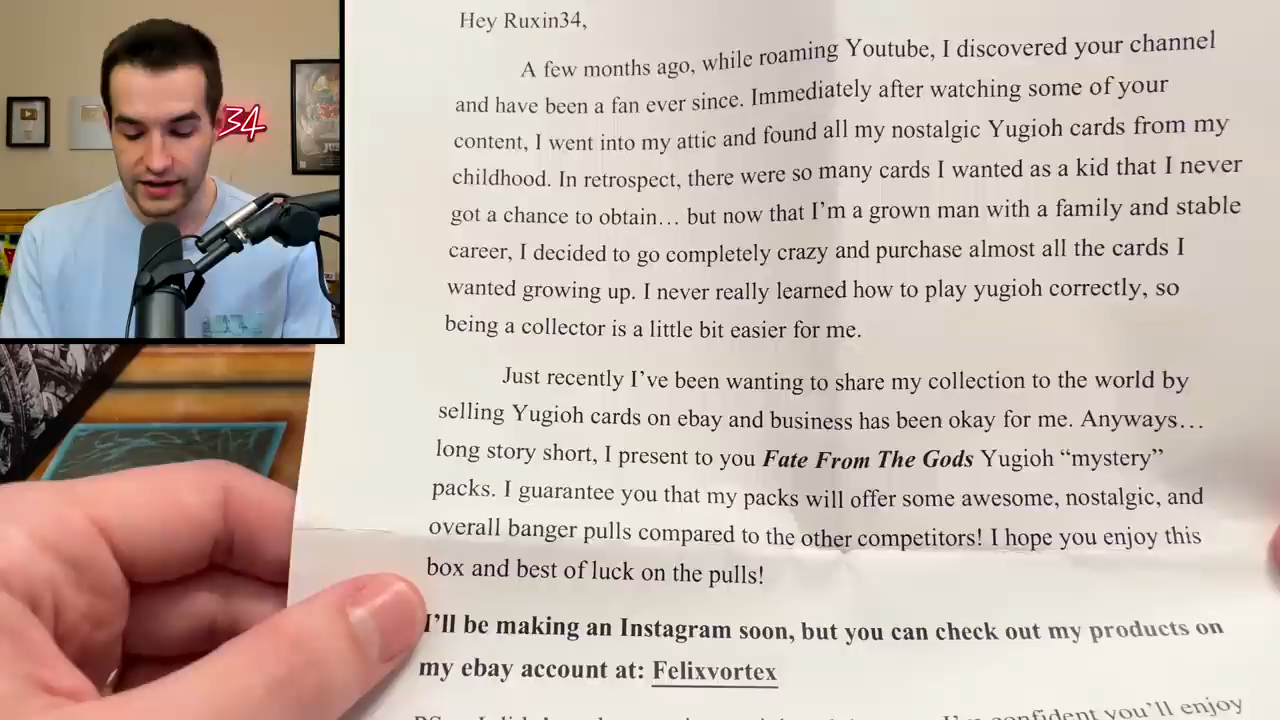 34
Hey Ruxin34,
A few months ago, while roaming Youtube, I discovered your channel
and have been a fan ever since. Immediately after watching some of your
content, I went into my attic and found all my nostalgic Yugioh cards from my
childhood. In retrospect, there were so many cards I wanted as a kid that I never
got a chance to obtain… but now that I'm a grown man with a family and stable
career, I decided to go completely crazy and purchase almost all the cards I
wanted growing up. I never really learned how to play yugioh correctly, so
being a collector is a little bit easier for me.
Just recently I've been wanting to share my collection to the world by
selling Yugioh cards on ebay and business has been okay for me. Anyways…
long story short, I present to you Fate From The Gods Yugioh “mystery”
packs. I guarantee you that my packs will offer some awesome, nostalgic, and
overall banger pulls compared to the other competitors! I hope you enjoy this
box and best of luck on the pulls!
I'll be making an Instagram soon, but you can check out my products on
my ebay account at: Felixvortex
confident you'll enjoy